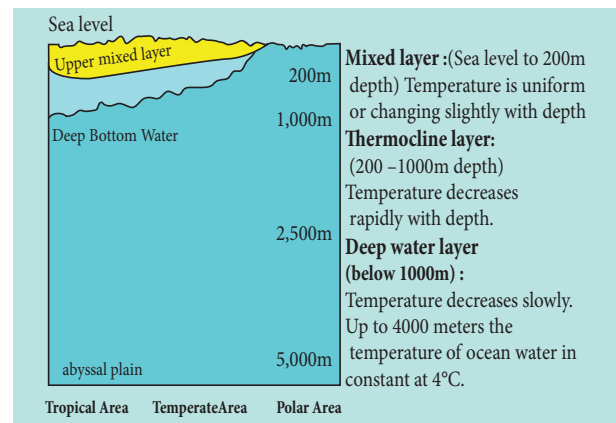 Sea level
Upper mixed layer
200m
1,000m
Deep Bottom Water
2,500m
5,000m
abyssal plain
Tropical Area TemperateArea Polar Area
Mixed layer :(Sea level to 200m
depth) Temperature is uniform
or changing slightly with depth
Thermocline layer:
(200 –1000m depth)
Temperature decreases
rapidly with depth.
Deep water layer
(below 1000m) :
Temperature decreases slowly.
Up to 4000 meters the
temperature of ocean water in
constant at 4°C.